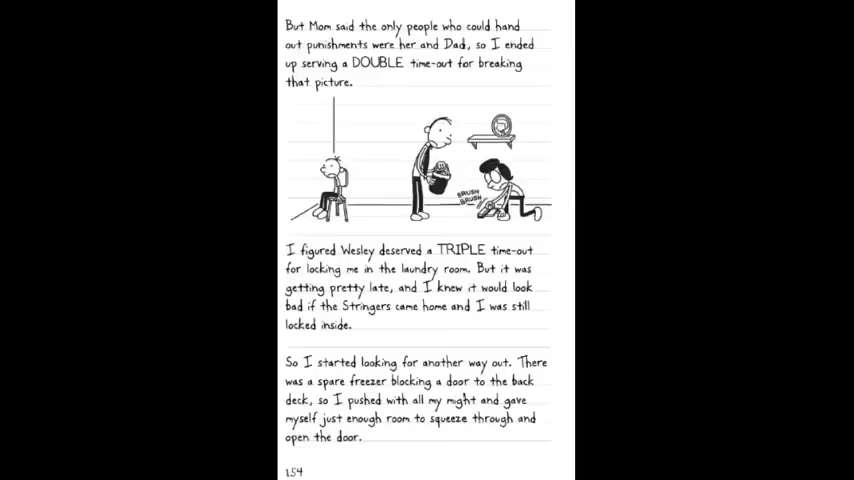 But Mom said the only people who could hand
out punishments were her and Dad, so I ended
up serving a DOUBLE time-out for breaking
that picture.
BRUSH
BRUSH
I figured Wesley deserved a TRIPLE time-out
for locking me in the laundry room. But it was
getting pretty late, and I knew it would look
bad if the Stringers came home and I was still
locked inside.
So I started looking for another way out. There
was a spare freezer blocking a door to the back
deck, so I pushed with all my might and gave
myself just enough room to squeeze through and
open the door.
154